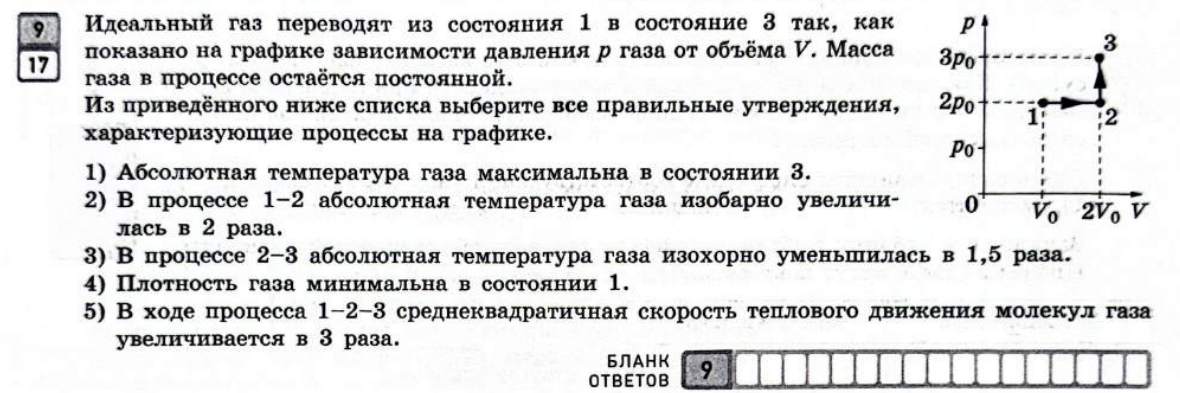 9
17
Идеальный газ переводят из состояния 1 в состояние 3 так, как
показано на графике зависимости давления p газа от объёма V. Масса
газа в процессе остаётся постоянной.
Из приведённого ниже списка выберите все правильные утверждения,
характеризующие процессы на графике.
1) Абсолютная температура газа максимальна в состоянии 3.
2) В процессе 1–2 абсолютная температура газа изобарно увеличи-
лась в 2 раза.
3) В процессе 2–3 абсолютная температура газа изохорно уменьшилась в 1,5 раза.
4) Плотность газа минимальна в состоянии 1.
5) В ходе процесса 1–2–3 среднеквадратичная скорость теплового движения молекул газа
увеличивается в 3 раза.
p
3p₀
3
2p₀
1
2
p₀
0
V₀
2V₀
V
БЛАНК
ОТВЕТОВ
9